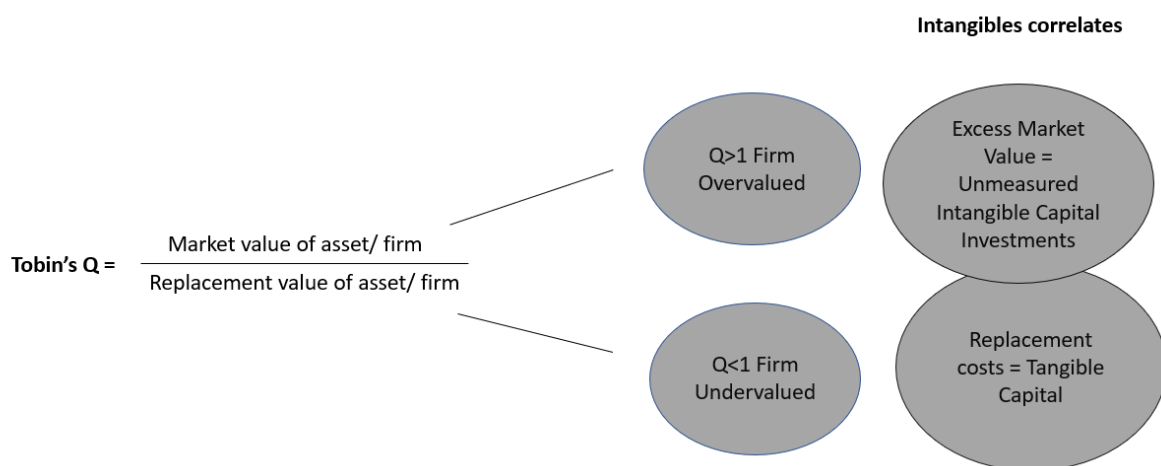 Intangibles correlates
Tobin's Q =
Market value of asset/ firm
Replacement value of asset/ firm
Q>1 Firm
Overvalued
Excess Market
Value =
Unmeasured
Intangible Capital
Investments
Q<1 Firm
Undervalued
Replacement
costs = Tangible
Capital